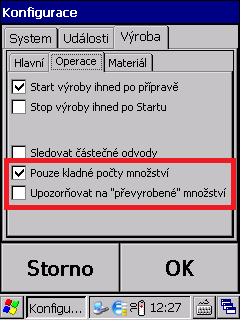 Konfigurace
System Události Výroba
Hlavní Operace Materiál
Start výroby ihned po přípravě
Stop výroby ihned po Startu
Sledovat částečné odvody
Pouze kladné počty množství
Upozorňovat na "převyrobené" množství
Storno OK
Konfigu... 12:27